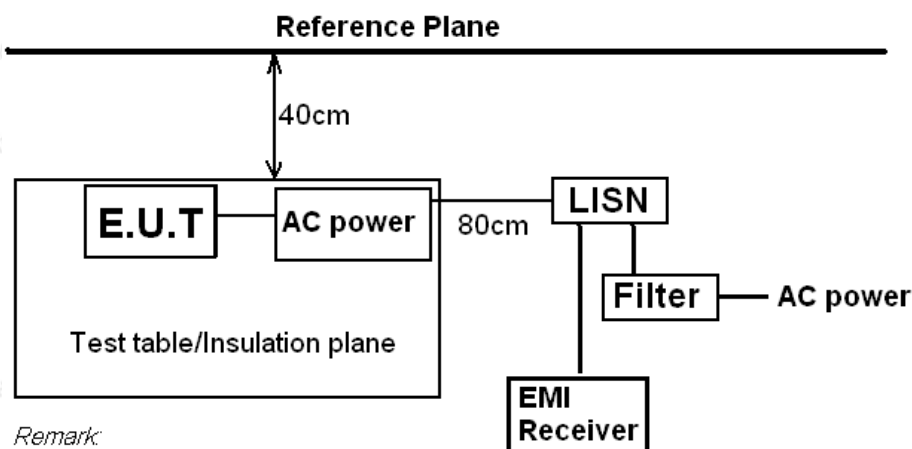 Reference Plane
40cm
E.U.T
AC power
80cm
LISN
Filter
AC power
Test table/Insulation plane
EMI
Receiver
Remark: